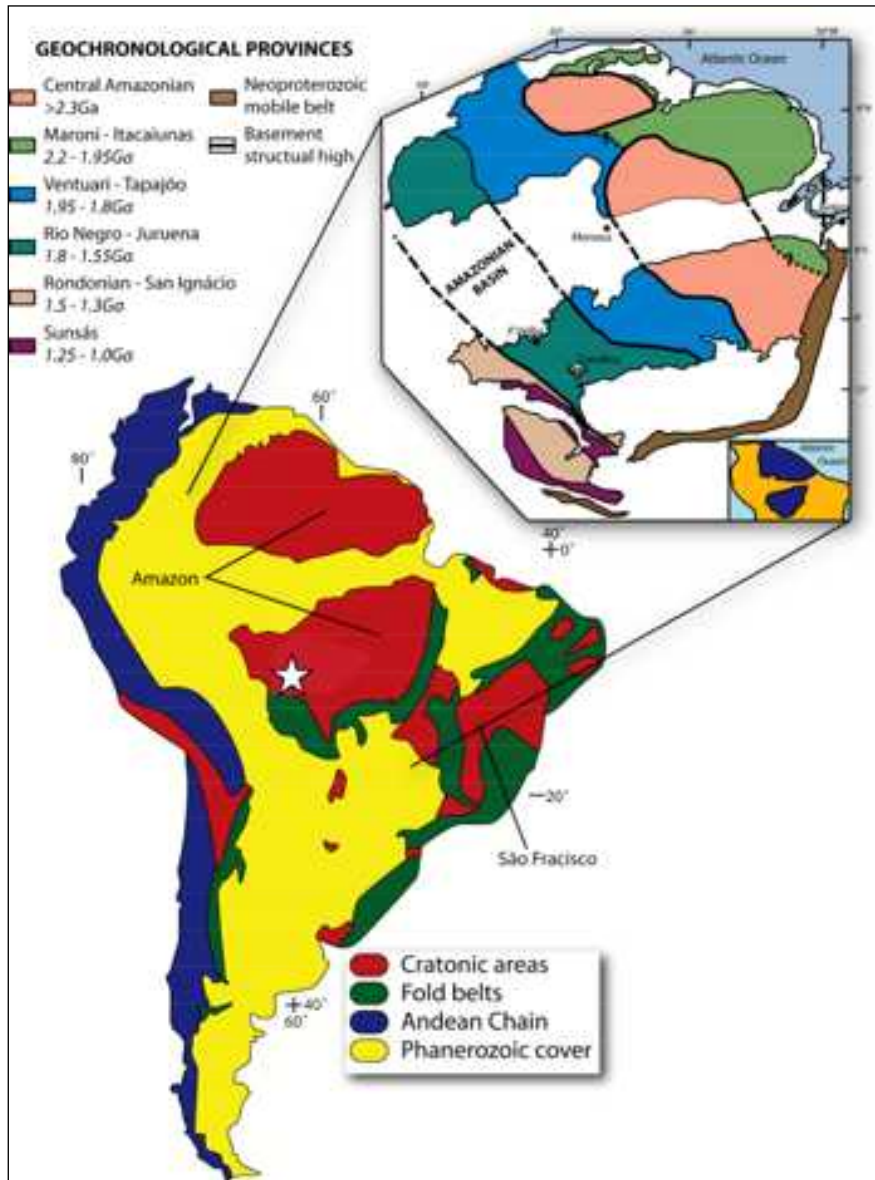 GEOCHRONOLOGICAL PROVINCES
Central Amazonian
>2.3Ga
Maroni - Itacaiunas
2.2 - 1.95Ga
Ventuari - Tapajóo
1.95 - 1.8Ga
Rio Negro - Juruena
1.8 - 1.55Ga
Rondonian - San Ignácio
1.5 - 1.3Ga
Sunsás
1.25 - 1.0Ga
Neoproterozoic
mobile belt
Basement
structual high
Atlantic Ocean
Manaus
AMAZONIAN
BASIN
Atlantic
Ocean
60°
80°
40°
0°
Amazon
20°
São Fracisco
40°
60°
Cratonic areas
Fold belts
Andean Chain
Phanerozoic cover